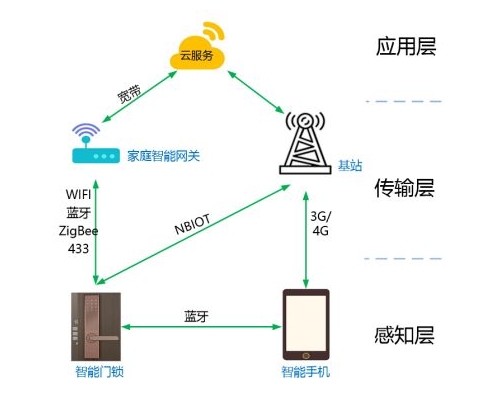 云服务
应用层
宽带
家庭智能网关
基站
传输层
WIFI
蓝牙
ZigBee
433
NBIOT
3G/
4G
蓝牙
感知层
智能门锁
智能手机